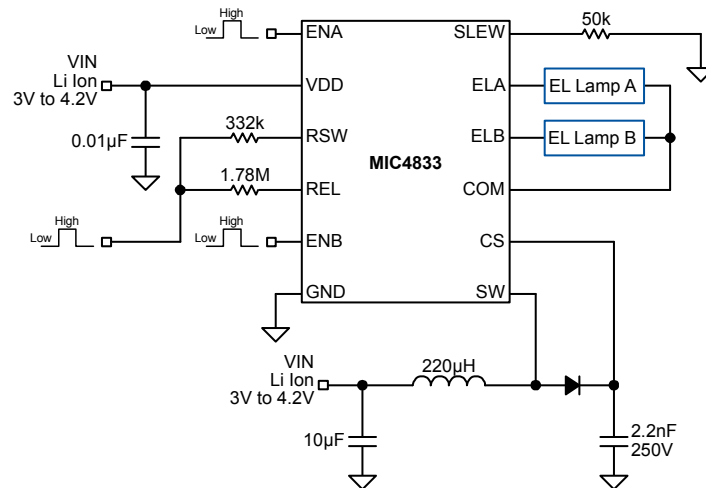 High
Low
ENA
SLEW
50k
VIN
Li Ion
3V to 4.2V
VDD
ELA
EL Lamp A
0.01µF
332k
RSW
ELB
EL Lamp B
MIC4833
1.78M
REL
COM
High
Low
High
Low
ENB
CS
GND
SW
VIN
Li Ion
3V to 4.2V
220µH
10µF
2.2nF
250V